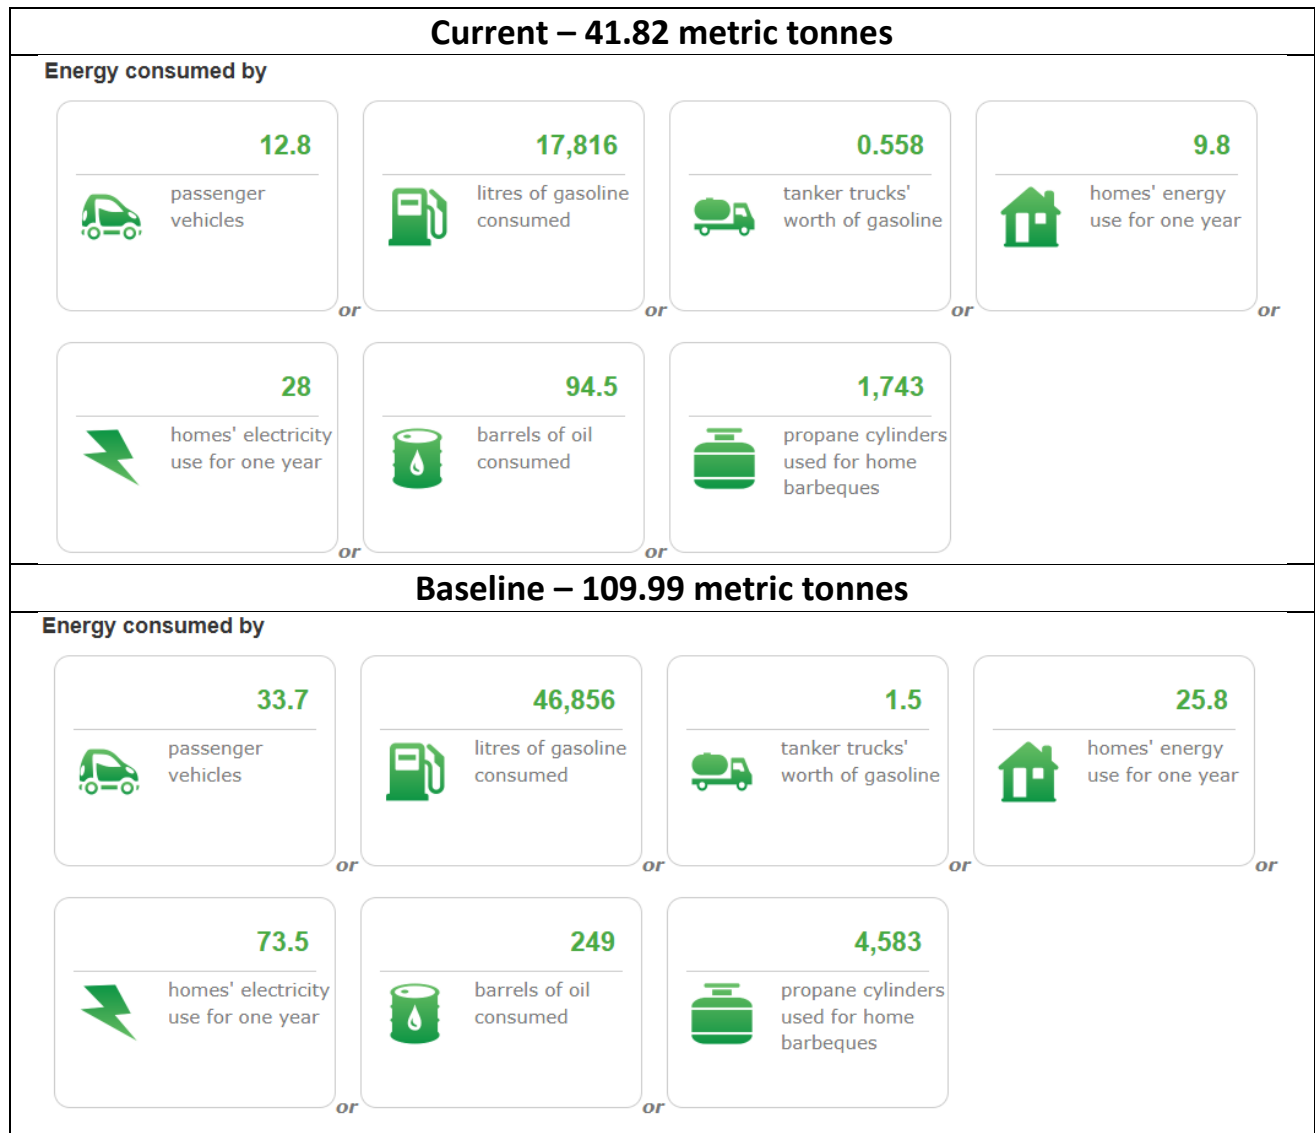 Current – 41.82 metric tonnes
Energy consumed by
12.8
passenger
vehicles
or
17,816
litres of gasoline
consumed
or
0.558
tanker trucks'
worth of gasoline
or
9.8
homes' energy
use for one year
or
28
homes' electricity
use for one year
or
94.5
barrels of oil
consumed
or
1,743
propane cylinders
used for home
barbeques
Baseline – 109.99 metric tonnes
Energy consumed by
33.7
passenger
vehicles
or
46,856
litres of gasoline
consumed
or
1.5
tanker trucks'
worth of gasoline
or
25.8
homes' energy
use for one year
or
73.5
homes' electricity
use for one year
or
249
barrels of oil
consumed
or
4,583
propane cylinders
used for home
barbeques